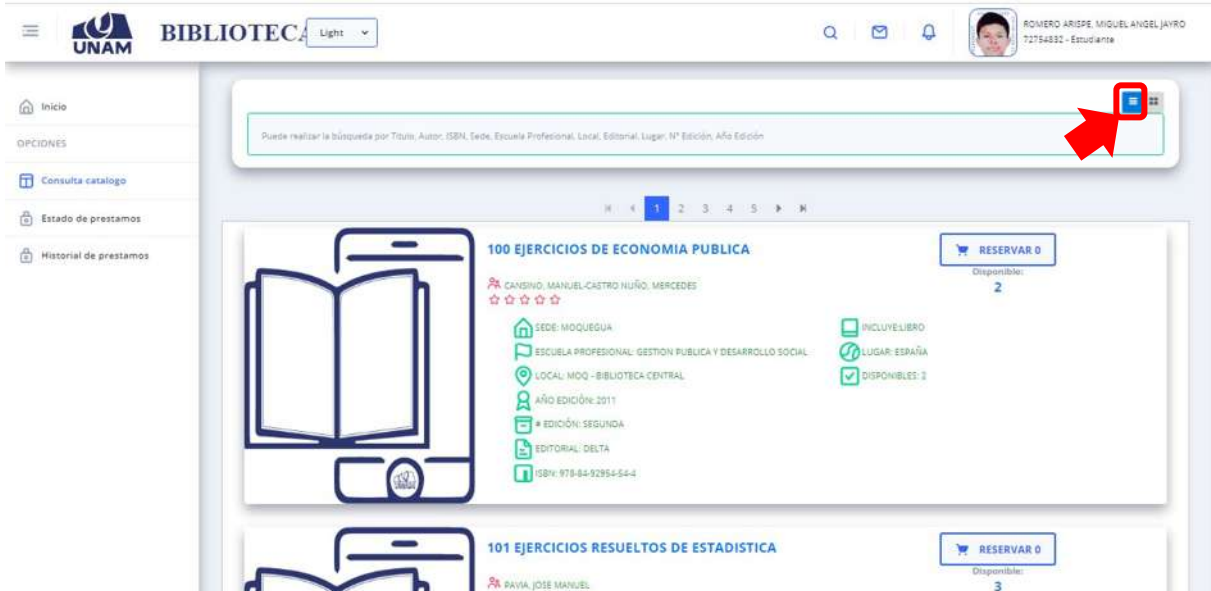 UNAM
BIBLIOTECA
Light
ROMERO ARISPE, MIGUEL ANGEL JAYRO
72754832 - Estudiante
Inicio
OPCIONES
Consulta catalogo
Estado de prestamos
Historial de prestamos
Puede realizar la búsqueda por Titulo, Autor, ISBN, Sede, Escuela Profesional, Local, Editorial, Lugar, N° Edición, Año Edición
1 2 3 4 5
100 EJERCICIOS DE ECONOMIA PUBLICA
RESERVAR 0
Disponible:
2
CANSINO, MANUEL-CASTRO NUÑO, MERCEDES
SEDE: MOQUEGUA
INCLUYE:LIBRO
ESCUELA PROFESIONAL: GESTION PUBLICA Y DESARROLLO SOCIAL
LUGAR: ESPAÑA
LOCAL: MOQ - BIBLIOTECA CENTRAL
DISPONIBLES: 2
AÑO EDICIÓN: 2011
# EDICIÓN: SEGUNDA
EDITORIAL: DELTA
ISBN: 978-84-92954-54-4
101 EJERCICIOS RESUELTOS DE ESTADISTICA
RESERVAR 0
Disponible:
3
PAVIA, JOSE MANUEL